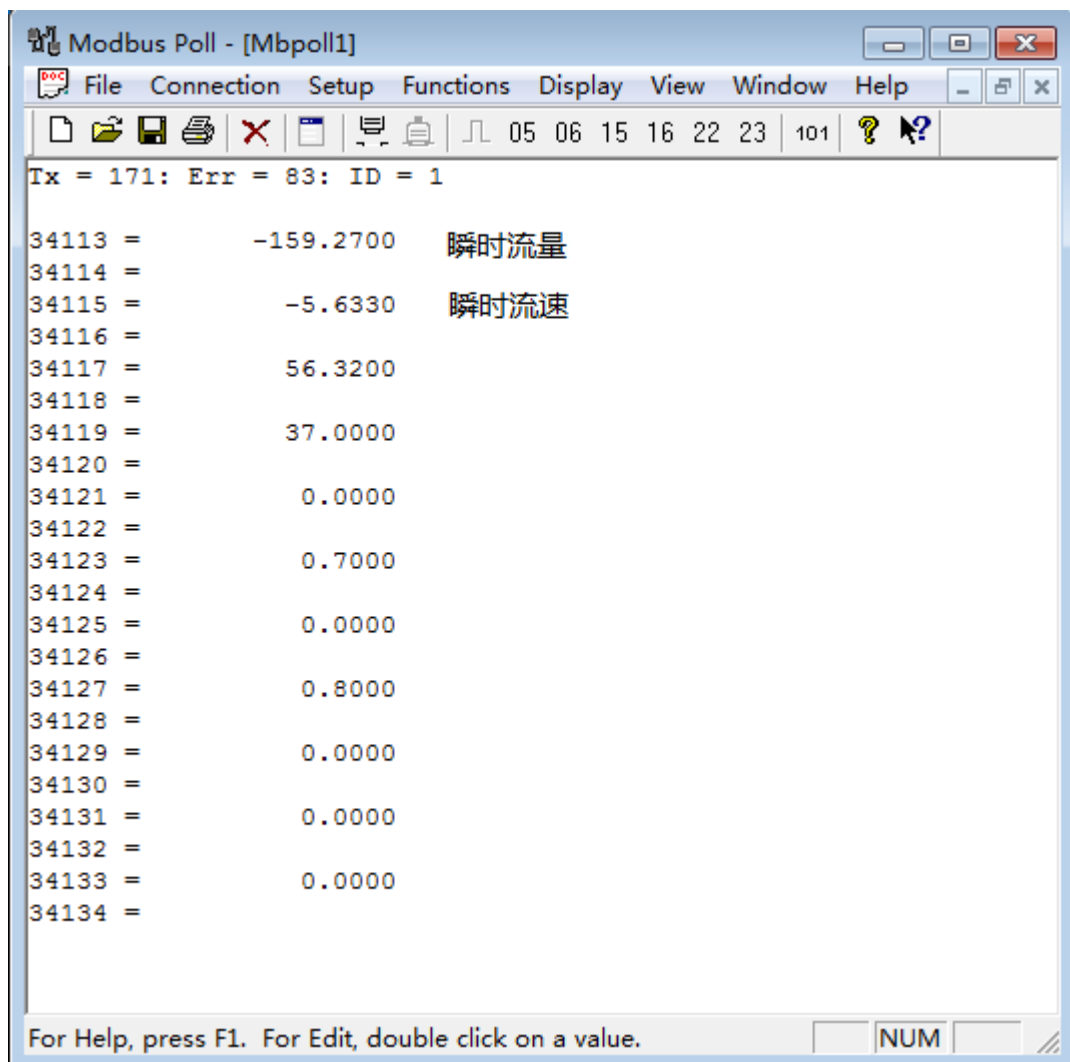 Modbus Poll - [Mbpoll1]
File Connection Setup Functions Display View Window Help
05 06 15 16 22 23 101
Tx = 171: Err = 83: ID = 1
34113 = -159.2700 瞬时流量
34114 =
34115 = -5.6330 瞬时流速
34116 =
34117 = 56.3200
34118 =
34119 = 37.0000
34120 =
34121 = 0.0000
34122 =
34123 = 0.7000
34124 =
34125 = 0.0000
34126 =
34127 = 0.8000
34128 =
34129 = 0.0000
34130 =
34131 = 0.0000
34132 =
34133 = 0.0000
34134 =
For Help, press F1. For Edit, double click on a value. NUM